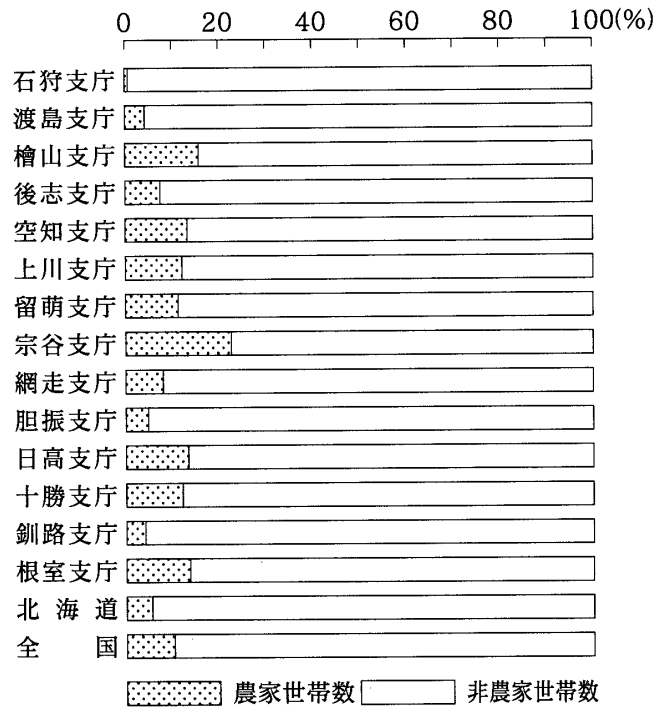 0 20 40 60 80 100(%)
石狩支庁
渡島支庁
檜山支庁
後志支庁
空知支庁
上川支庁
留萌支庁
宗谷支庁
網走支庁
胆振支庁
日高支庁
十勝支庁
釧路支庁
根室支庁
北海道
全国
農家世帯数 非農家世帯数